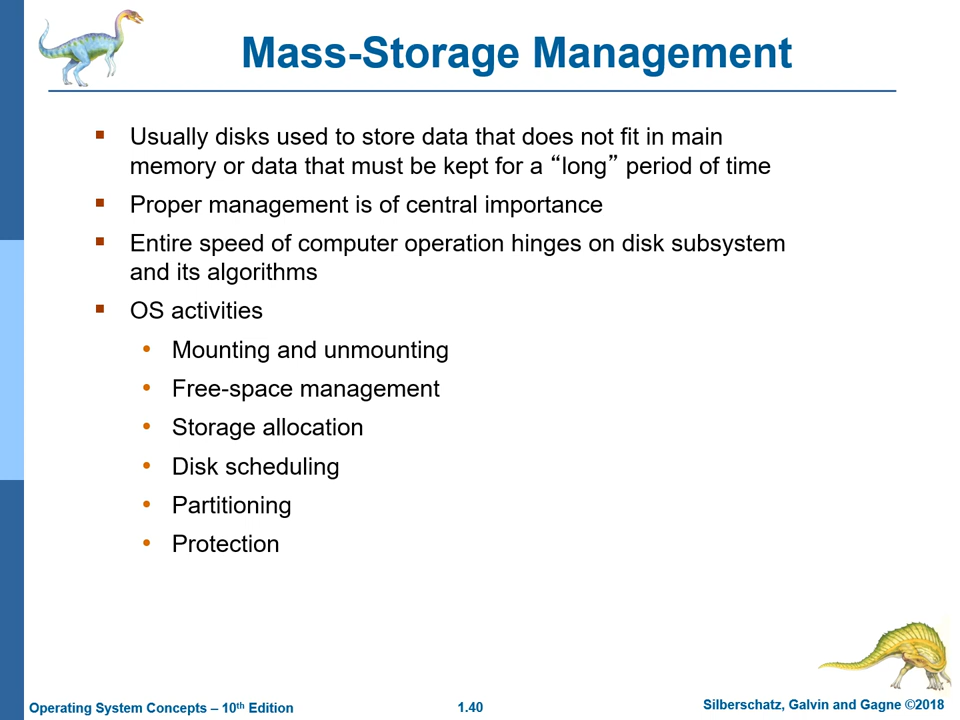 Mass-Storage Management
▪ Usually disks used to store data that does not fit in main
memory or data that must be kept for a “long” period of time
▪ Proper management is of central importance
▪ Entire speed of computer operation hinges on disk subsystem
and its algorithms
▪ OS activities
• Mounting and unmounting
• Free-space management
• Storage allocation
• Disk scheduling
• Partitioning
• Protection
Operating System Concepts – 10th Edition
1.40
Silberschatz, Galvin and Gagne ©2018